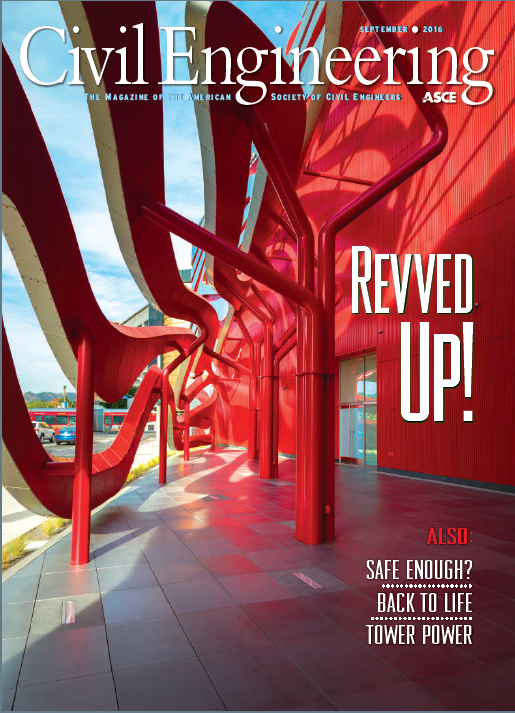 SEPTEMBER ● 2016
Civil Engineering
THE MAGAZINE OF THE AMERICAN SOCIETY OF CIVIL ENGINEERS ASCE
REVVED
UP!
ALSO:
SAFE ENOUGH?
BACK TO LIFE
TOWER POWER